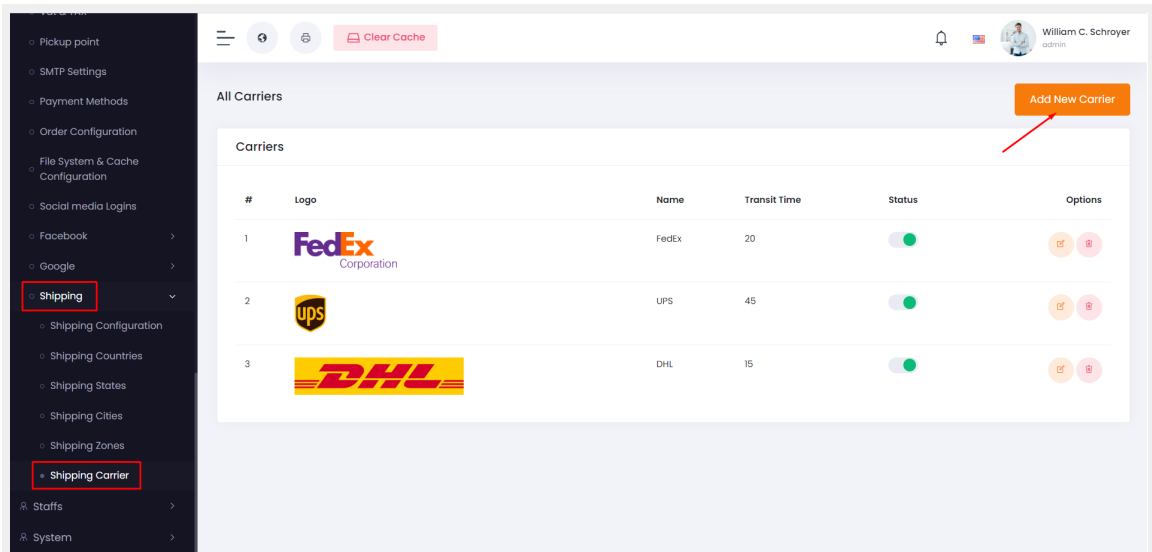 Vat & TAX
Pickup point
SMTP Settings
Payment Methods
Order Configuration
File System & Cache
Configuration
Social media Logins
Facebook
Google
Shipping
Shipping Configuration
Shipping Countries
Shipping States
Shipping Cities
Shipping Zones
Shipping Carrier
Staffs
System
Clear Cache
William C. Schroyer
admin
All Carriers
Add New Carrier
Carriers
# Logo Name Transit Time Status Options
1 FedEx Corporation FedEx 20
2 ups UPS 45
3 DHL DHL 15